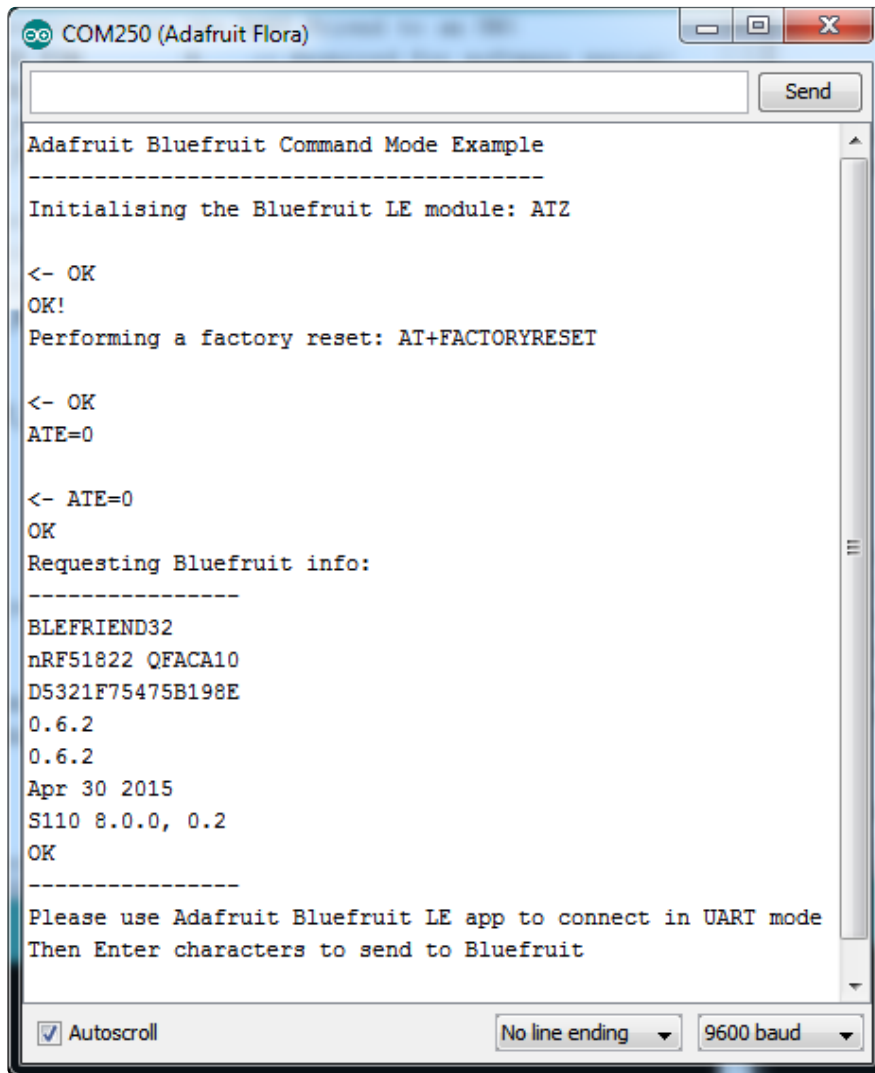 COM250 (Adafruit Flora)
Send
Adafruit Bluefruit Command Mode Example
---------------------------------------
Initialising the Bluefruit LE module: ATZ
<- OK
OK!
Performing a factory reset: AT+FACTORYRESET
<- OK
ATE=0
<- ATE=0
OK
Requesting Bluefruit info:
----------------
BLEFRIEND32
nRF51822 QFACA10
D5321F75475B198E
0.6.2
0.6.2
Apr 30 2015
S110 8.0.0, 0.2
OK
----------------
Please use Adafruit Bluefruit LE app to connect in UART mode
Then Enter characters to send to Bluefruit
Autoscroll No line ending 9600 baud